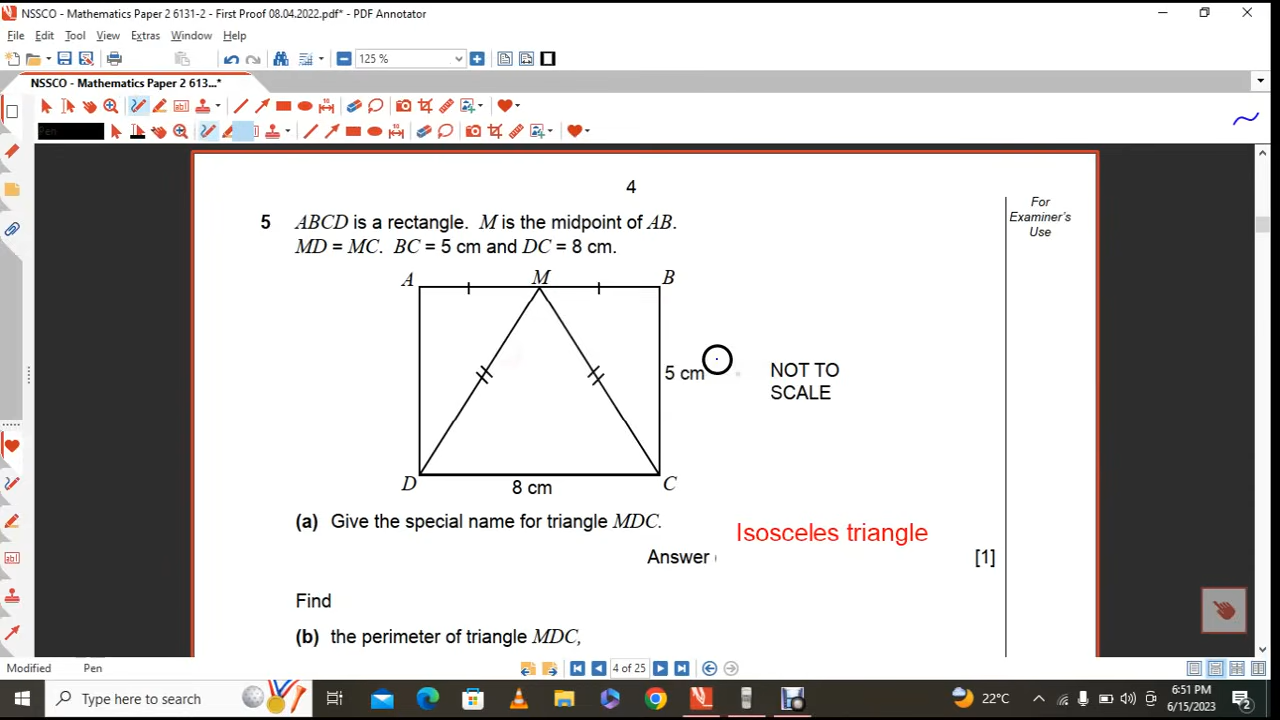 NSSCO - Mathematics Paper 2 6131-2 - First Proof 08.04.2022.pdf* - PDF Annotator
File Edit Tool View Extras Window Help
125 %
NSSCO - Mathematics Paper 2 613...*
Pen
4
For
Examiner's
Use
5 ABCD is a rectangle. M is the midpoint of AB.
MD = MC. BC = 5 cm and DC = 8 cm.
A M B
5 cm
NOT TO
SCALE
D C
8 cm
(a) Give the special name for triangle MDC.
Isosceles triangle
Answer [1]
Find
(b) the perimeter of triangle MDC,
Modified Pen 4 of 25
Type here to search
22°C
6:51 PM
6/15/2023
2